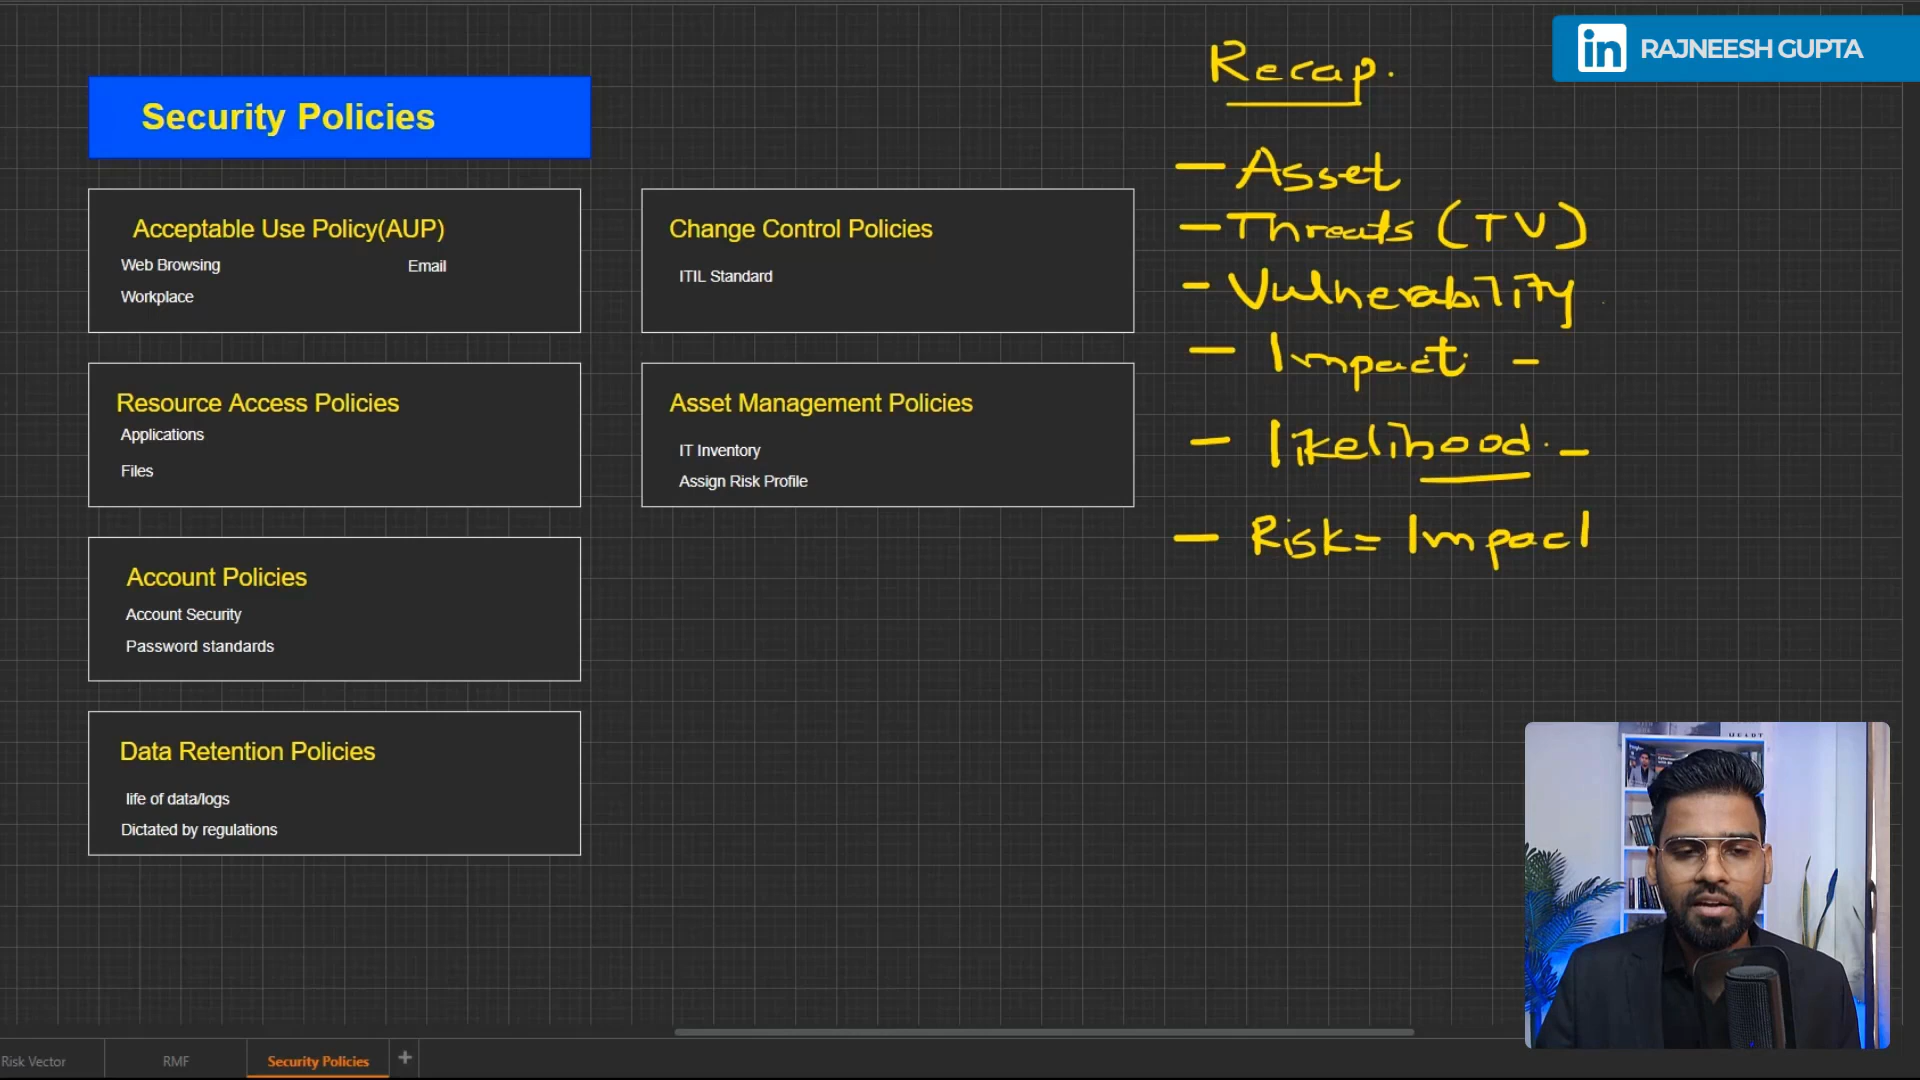 in RAJNEESH GUPTA
Security Policies
Acceptable Use Policy(AUP)
Web Browsing
Email
Workplace
Resource Access Policies
Applications
Files
Account Policies
Account Security
Password standards
Data Retention Policies
life of data/logs
Dictated by regulations
Change Control Policies
ITIL Standard
Asset Management Policies
IT Inventory
Assign Risk Profile
Recap.
- Asset
- Threats (TV)
- Vulnerability
- Impact -
- likelihood -
- Risk = Impact
HEART
Risk Vector
RMF
Security Policies
+